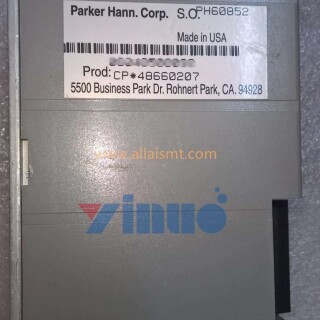 Parker Hann. Corp. S.O. PH60852
Made in USA
Prod: CP*48660207
5500 Business Park Dr. Rohnert Park, CA. 94928
www.allaismt.com
YINUO